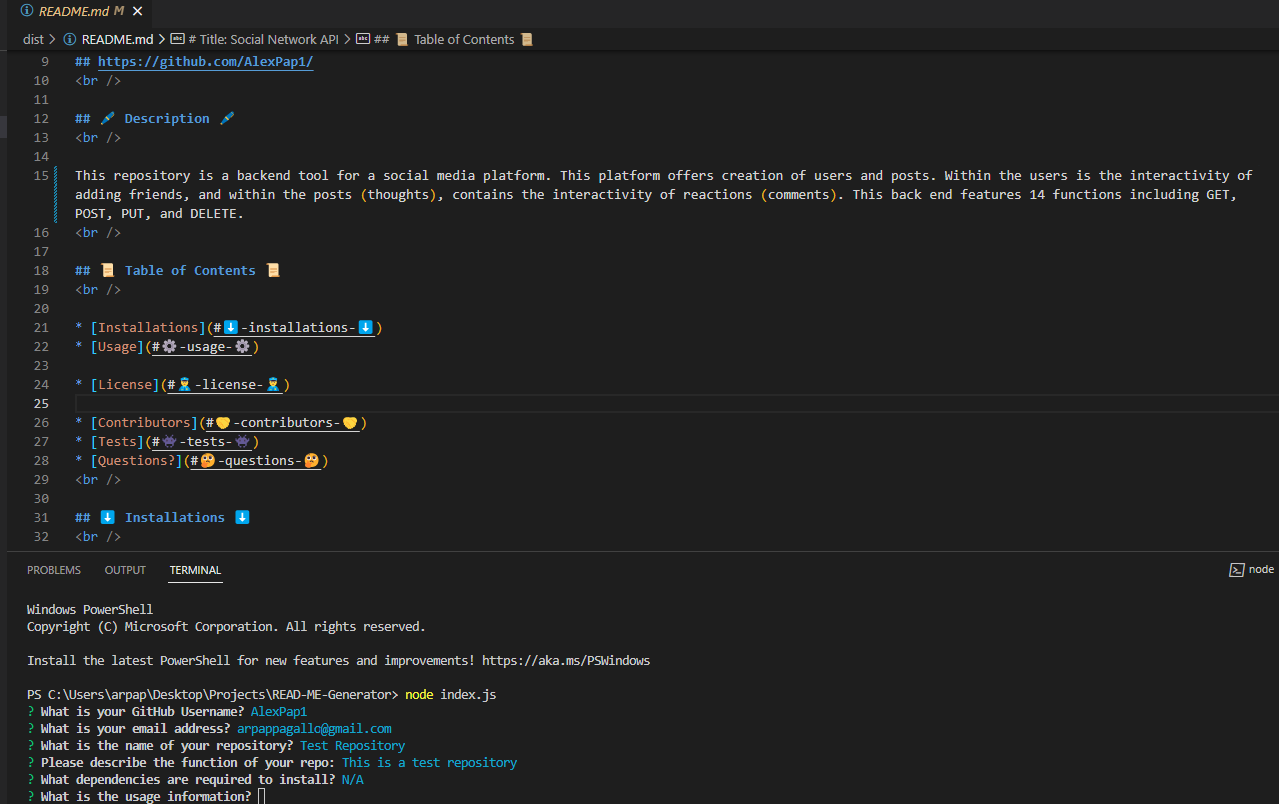 README.md M
dist > README.md > # Title: Social Network API > ## 📜 Table of Contents 📜
9 ## https://github.com/AlexPap1/
10 <br />
11
12 ## 🖊️ Description 🖊️
13 <br />
14
15 This repository is a backend tool for a social media platform. This platform offers creation of users and posts. Within the users is the interactivity of
adding friends, and within the posts (thoughts), contains the interactivity of reactions (comments). This back end features 14 functions including GET,
POST, PUT, and DELETE.
16 <br />
17
18 ## 📜 Table of Contents 📜
19 <br />
20
21 * [Installations](#⬇️-installations-⬇️)
22 * [Usage](#⚙️-usage-⚙️)
23
24 * [License](#👮-license-👮)
25
26 * [Contributors](#🤝-contributors-🤝)
27 * [Tests](#👾-tests-👾)
28 * [Questions?](#🤔-questions-🤔)
29 <br />
30
31 ## ⬇️ Installations ⬇️
32 <br />
PROBLEMS OUTPUT TERMINAL node
Windows PowerShell
Copyright (C) Microsoft Corporation. All rights reserved.
Install the latest PowerShell for new features and improvements! https://aka.ms/PSWindows
PS C:\Users\arpap\Desktop\Projects\READ-ME-Generator> node index.js
? What is your GitHub Username? AlexPap1
? What is your email address? arpappagallo@gmail.com
? What is the name of your repository? Test Repository
? Please describe the function of your repo: This is a test repository
? What dependencies are required to install? N/A
? What is the usage information?